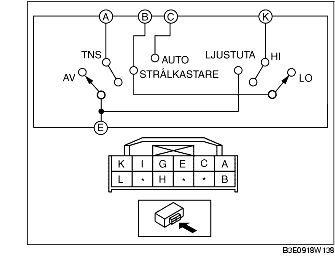 A B C K
TNS AUTO LJUSTUTA HI
AV STRÅLKASTARE LO
E
K I G E C A
L * H * * B
B3E0918W138